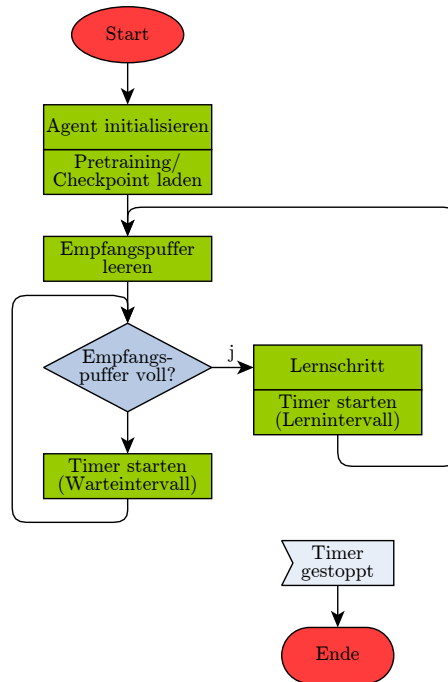 Start
Agent initialisieren
Pretraining/
Checkpoint laden
Empfangspuffer
leeren
Empfangs-
puffer voll?
j
Lernschritt
Timer starten
(Lernintervall)
Timer starten
(Warteintervall)
Timer
gestoppt
Ende